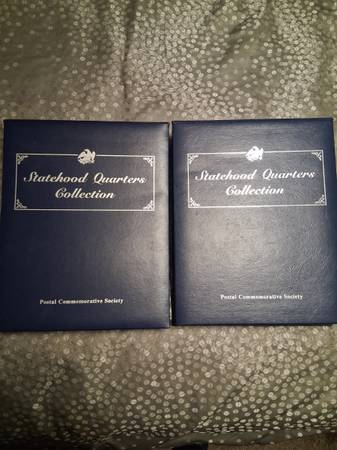 Statehood Quarters
Collection
Postal Commemorative Society
Statehood Quarters
Collection
Postal Commemorative Society